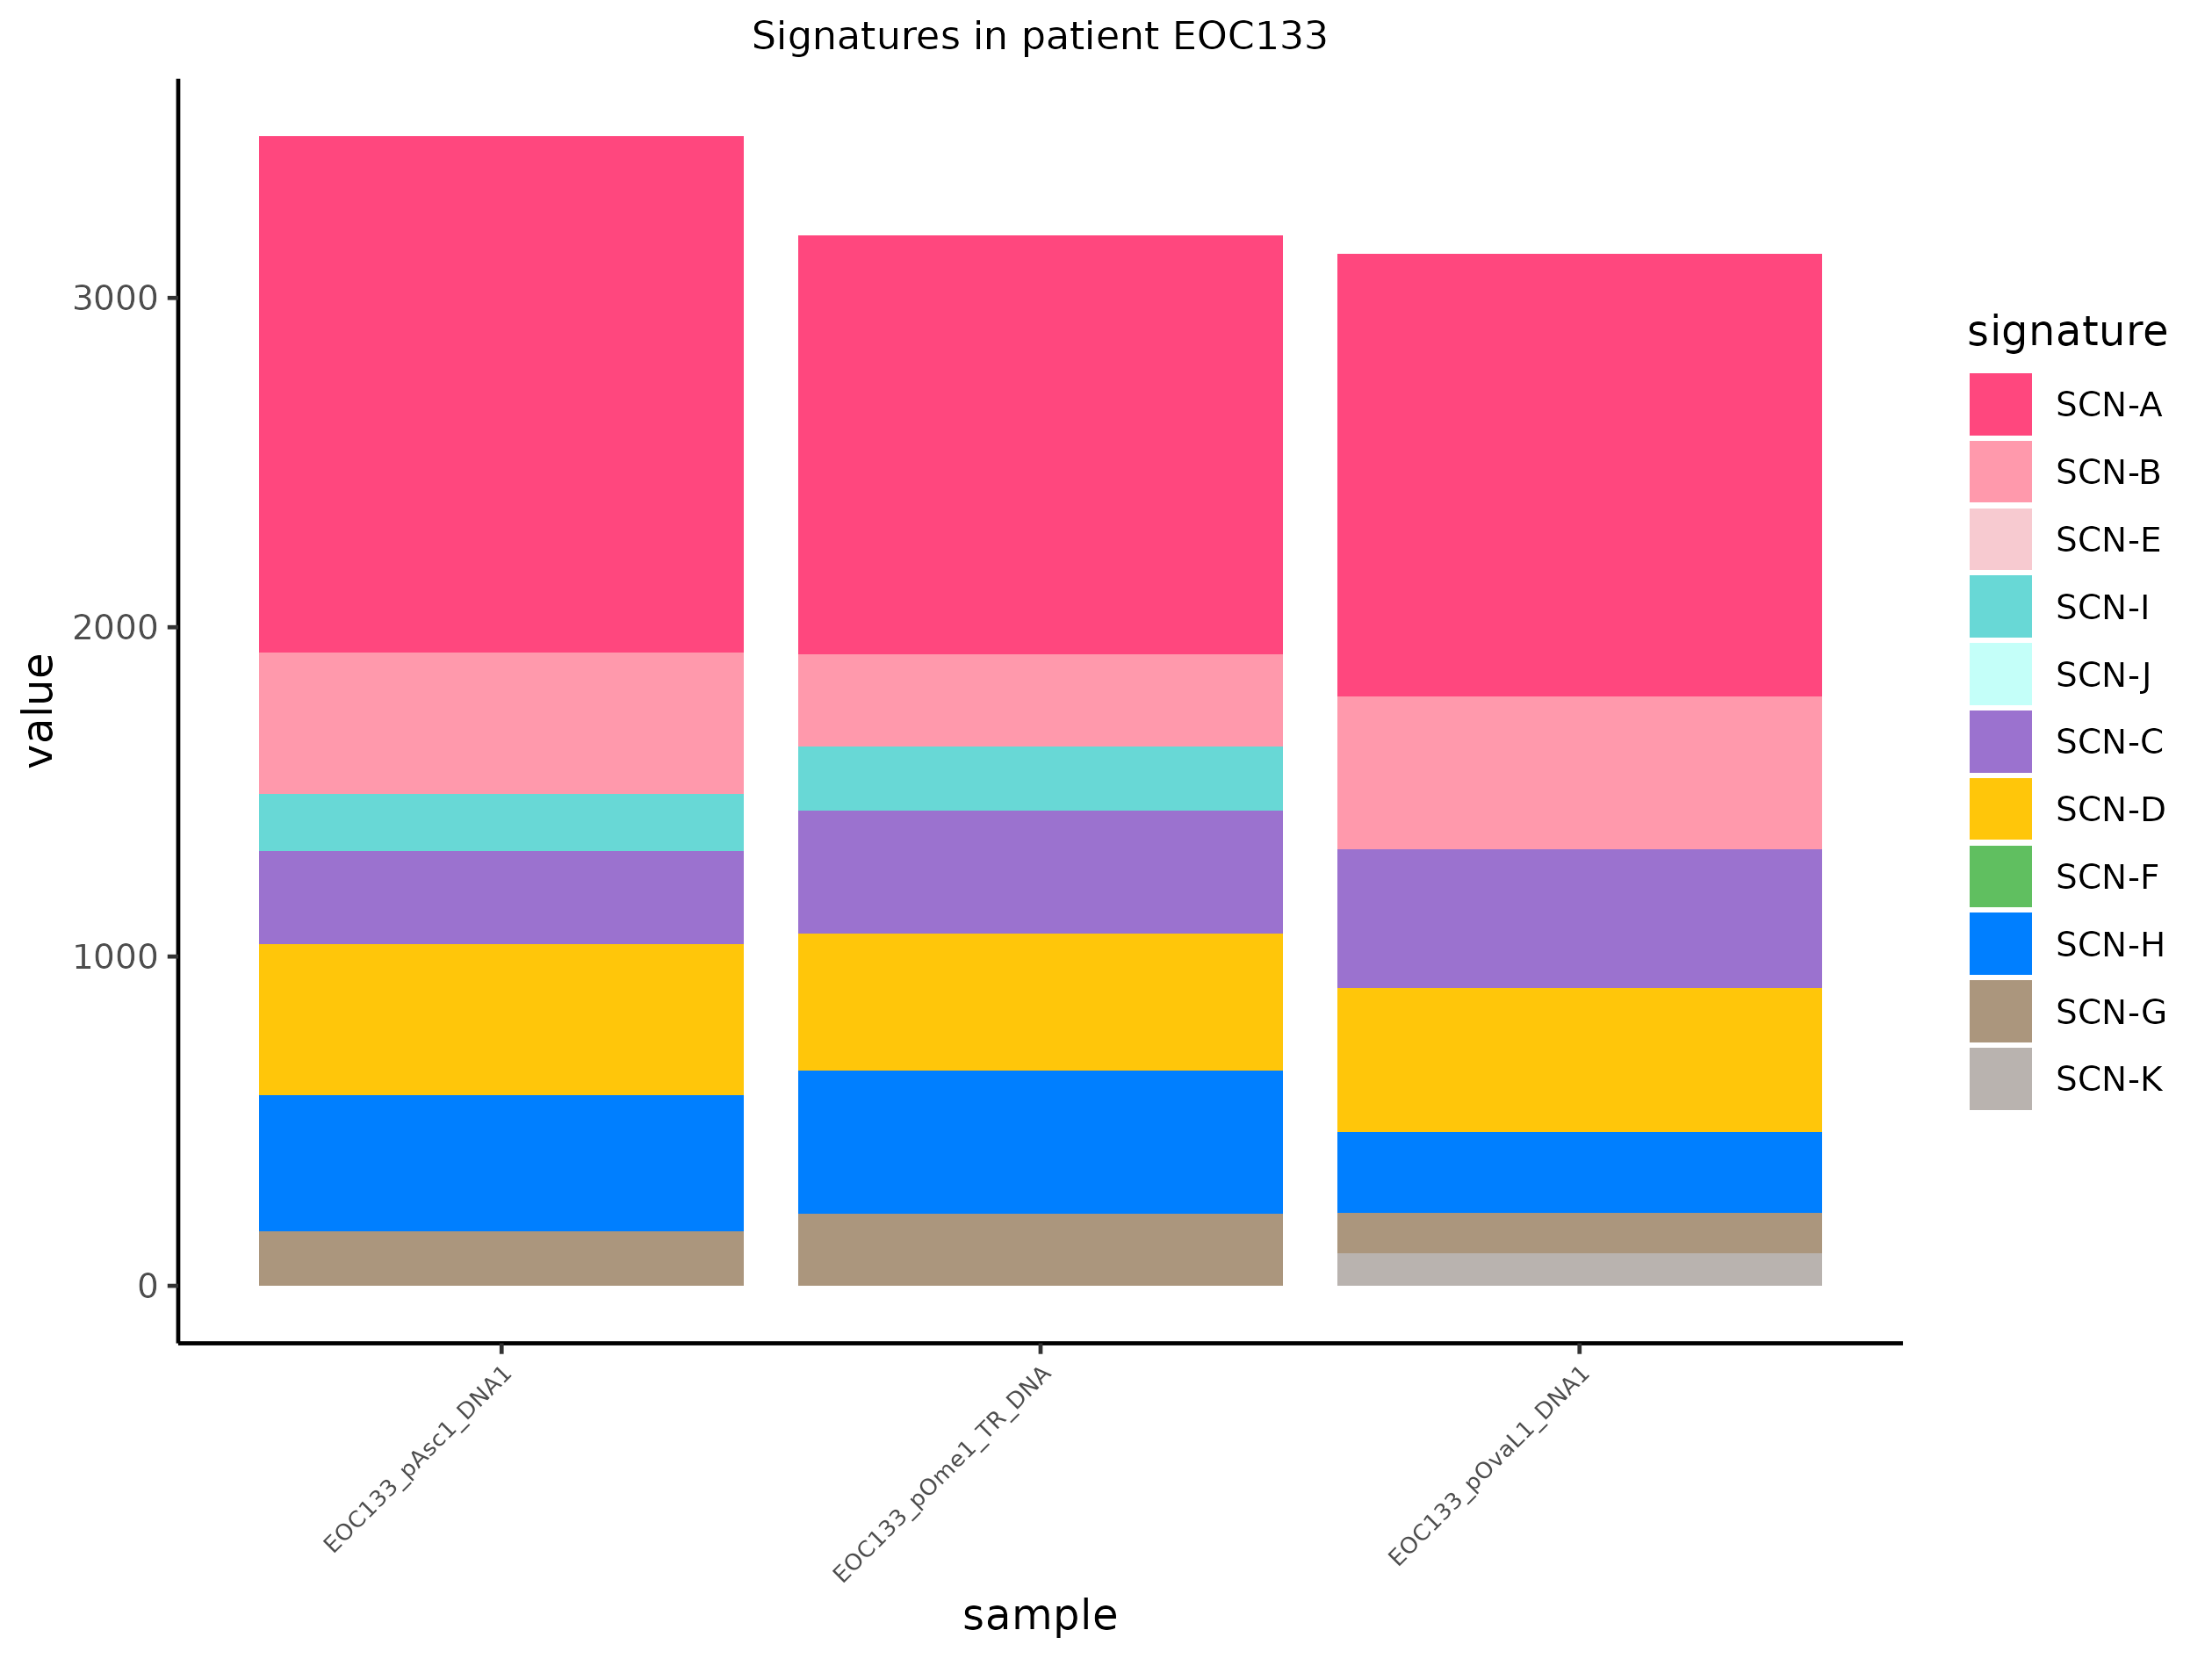 Signatures in patient EOC133
value
3000
2000
1000
0
EOC133_pAsc1_DNA1
EOC133_pOme1_TR_DNA
EOC133_pOvaL1_DNA1
sample
signature
SCN-A
SCN-B
SCN-E
SCN-I
SCN-J
SCN-C
SCN-D
SCN-F
SCN-H
SCN-G
SCN-K